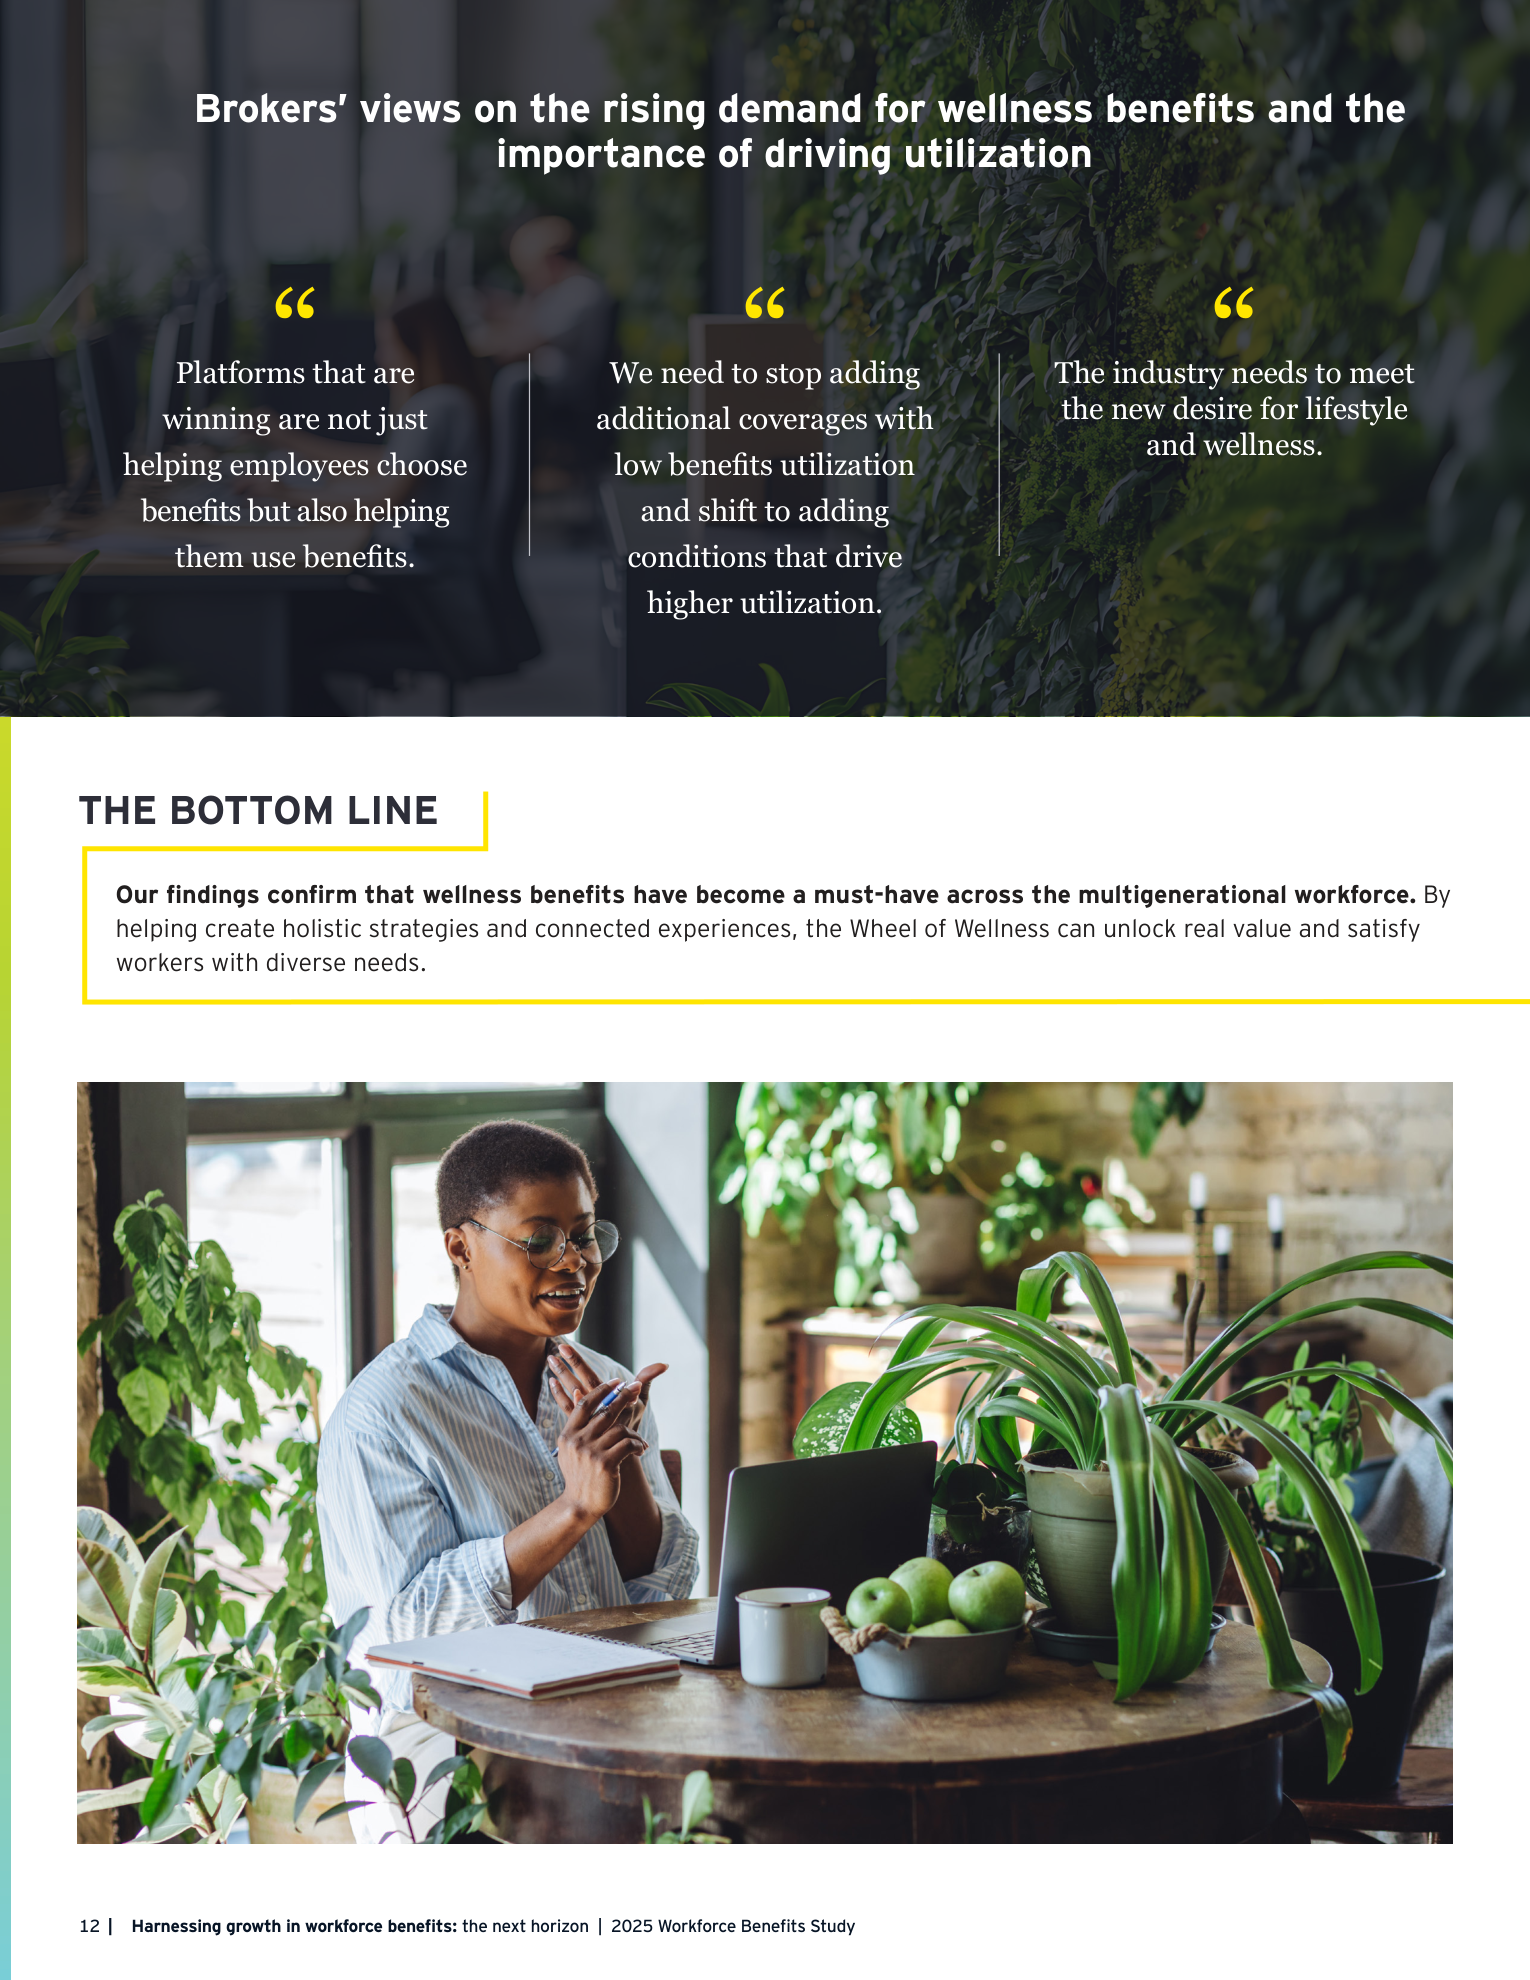 Brokers’ views on the rising demand for wellness benefits and the
importance of driving utilization
“
Platforms that are
winning are not just
helping employees choose
benefits but also helping
them use benefits.
“
We need to stop adding
additional coverages with
low benefits utilization
and shift to adding
conditions that drive
higher utilization.
“
The industry needs to meet
the new desire for lifestyle
and wellness.
THE BOTTOM LINE
Our findings confirm that wellness benefits have become a must-have across the multigenerational workforce. By
helping create holistic strategies and connected experiences, the Wheel of Wellness can unlock real value and satisfy
workers with diverse needs.
12 | Harnessing growth in workforce benefits: the next horizon | 2025 Workforce Benefits Study